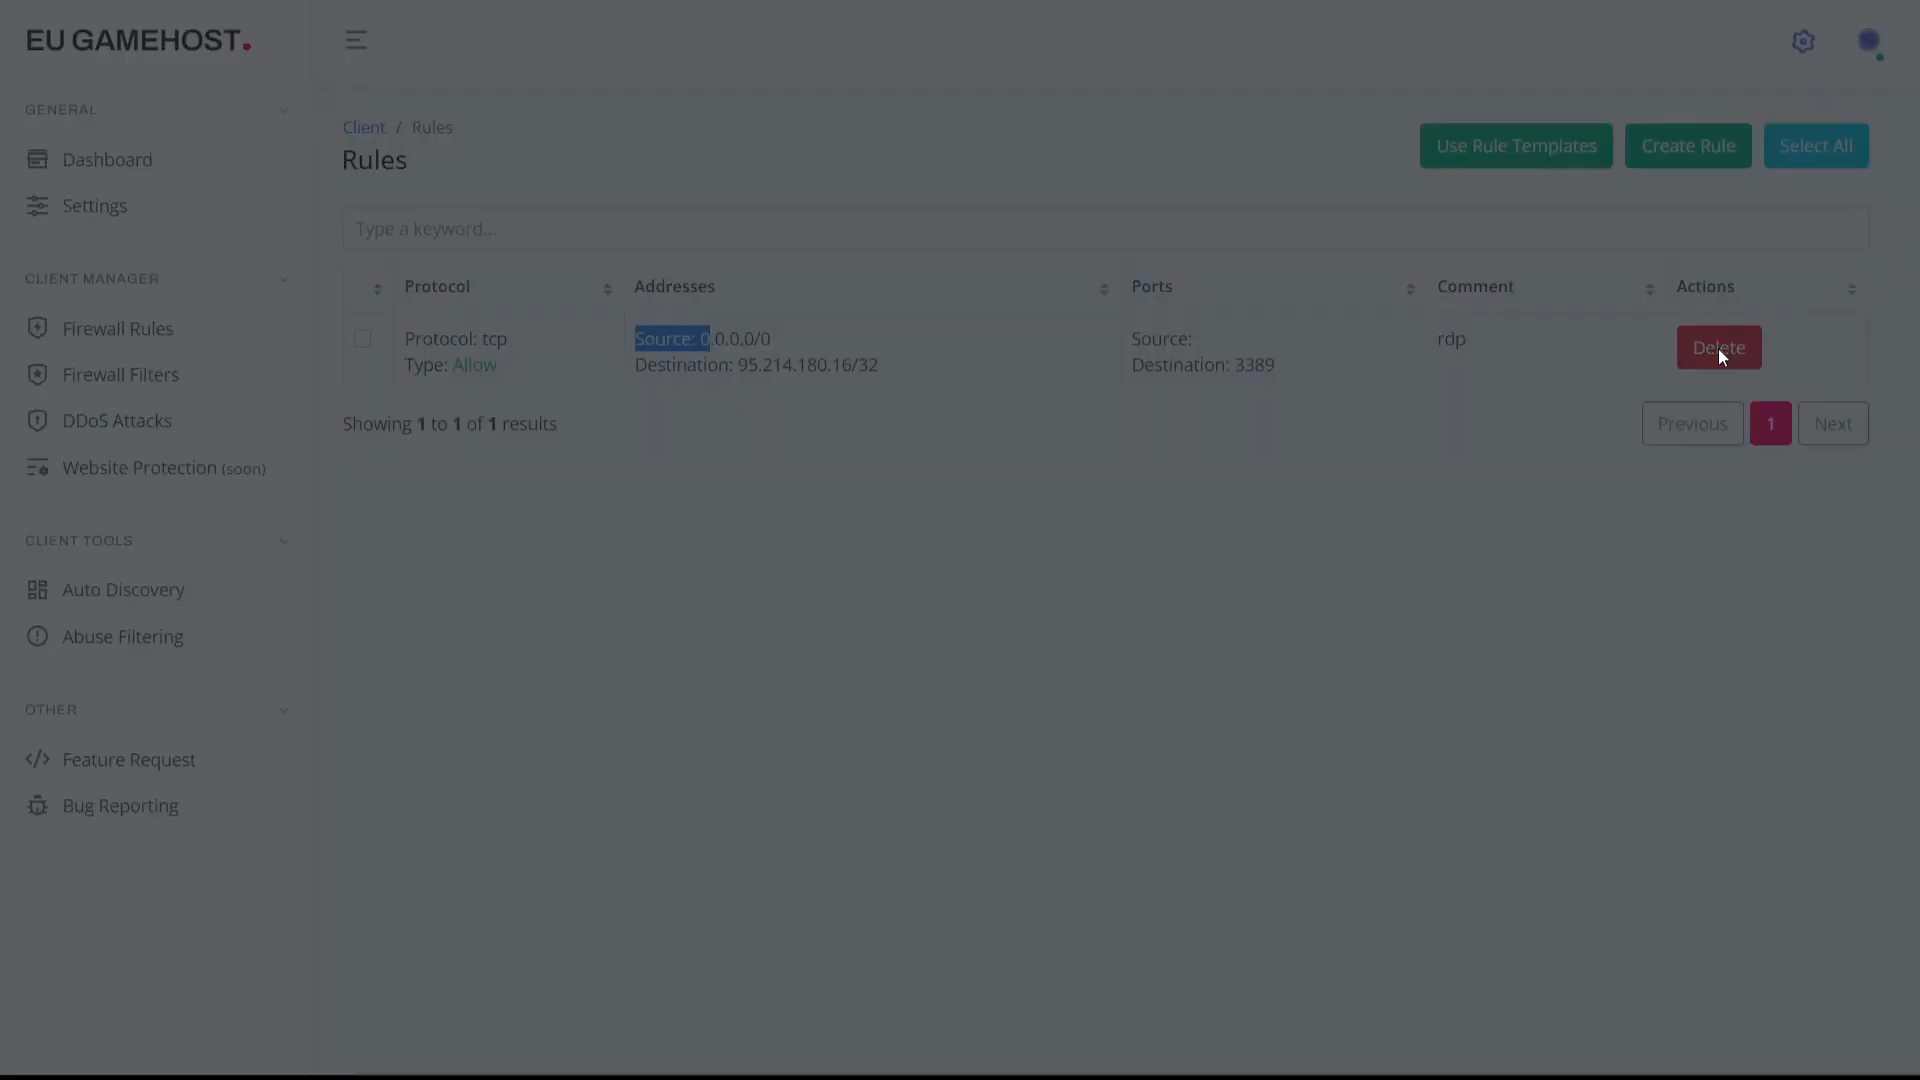 EU GAMEHOST.
GENERAL
Dashboard
Settings
CLIENT MANAGER
Firewall Rules
Firewall Filters
DDoS Attacks
Website Protection (soon)
CLIENT TOOLS
Auto Discovery
Abuse Filtering
OTHER
Feature Request
Bug Reporting
Client / Rules
Rules
Use Rule Templates
Create Rule
Select All
Type a keyword...
Protocol Addresses Ports Comment Actions
Protocol: tcp Source: 0.0.0.0/0 Source: rdp Delete
Type: Allow Destination: 95.214.180.16/32 Destination: 3389
Showing 1 to 1 of 1 results
Previous 1 Next